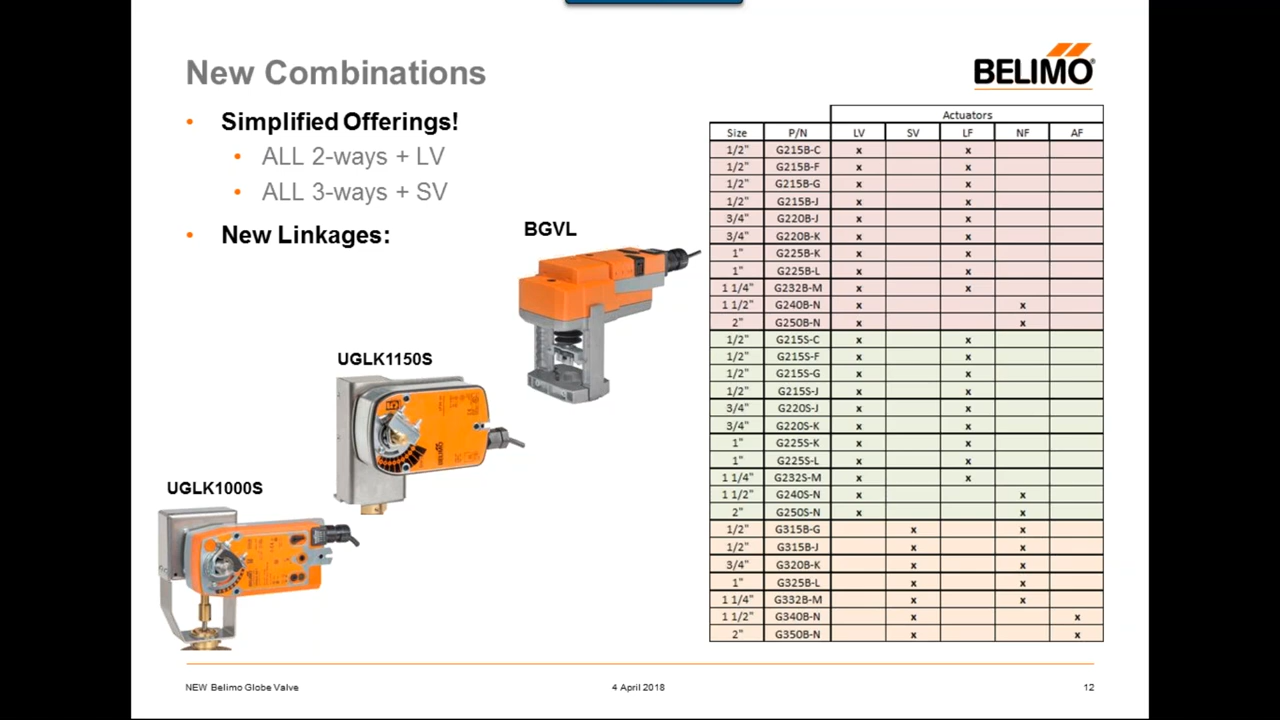 New Combinations
BELIMO®
• Simplified Offerings!
• ALL 2-ways + LV
• ALL 3-ways + SV
• New Linkages:
BGVL
UGLK1150S
BELIMO
UGLK1000S
Actuators
Size P/N LV SV LF NF AF
1/2" G215B-C x x
1/2" G215B-F x x
1/2" G215B-G x x
1/2" G215B-J x x
3/4" G220B-J x x
3/4" G220B-K x x
1" G225B-K x x
1" G225B-L x x
1 1/4" G232B-M x x
1 1/2" G240B-N x x
2" G250B-N x x
1/2" G215S-C x x
1/2" G215S-F x x
1/2" G215S-G x x
1/2" G215S-J x x
3/4" G220S-J x x
3/4" G220S-K x x
1" G225S-K x x
1" G225S-L x x
1 1/4" G232S-M x x
1 1/2" G240S-N x x
2" G250S-N x x
1/2" G315B-G x x
1/2" G315B-J x x
3/4" G320B-K x x
1" G325B-L x x
1 1/4" G332B-M x x
1 1/2" G340B-N x x
2" G350B-N x x
NEW Belimo Globe Valve
4 April 2018
12